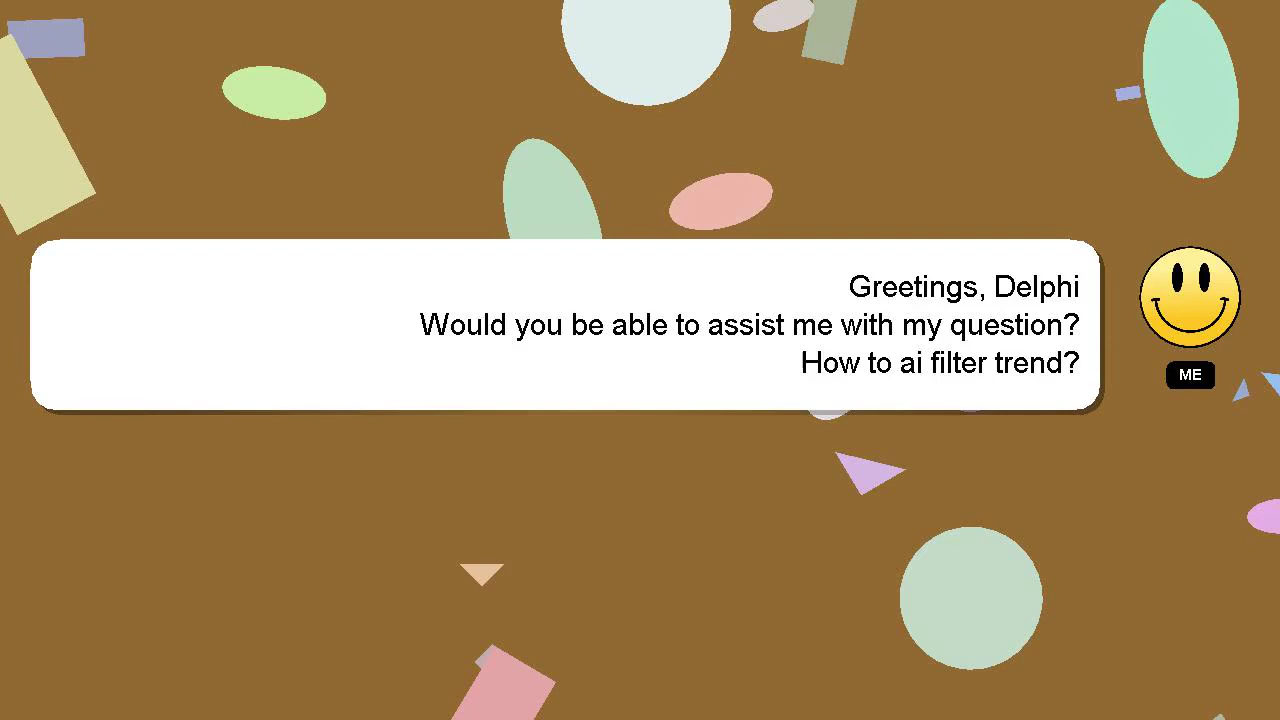 Greetings, Delphi
Would you be able to assist me with my question?
How to ai filter trend?
ME